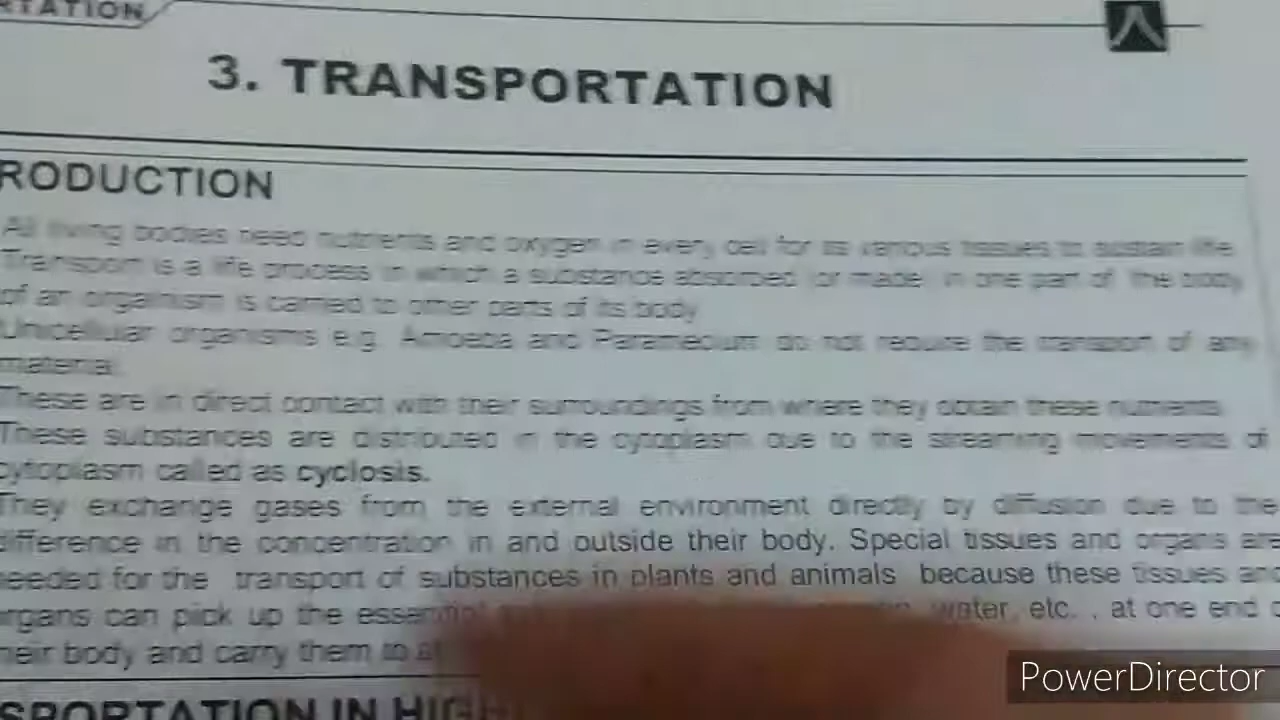 RTATION
3. TRANSPORTATION
RODUCTION
All living bodies need nutrients and oxygen in every cell for its various tissues to sustain life
Transport is a life process in which a substance absorbed (or made) in one part of the body
of an organism is carried to other parts of its body
Unicellular organisms e.g. Amoeba and Paramecium do not require the transport of any
material.
These are in direct contact with their surroundings from where they obtain these nutrients
These substances are distributed in the cytoplasm due to the streaming movements of
cytoplasm called as cyclosis.
They exchange gases from the external environment directly by diffusion due to the
difference in the concentration in and outside their body. Special tissues and organs are
needed for the transport of substances in plants and animals because these tissues and
organs can pick up the essential water, etc. , at one end
heir body and carry them to
SPORTATION IN HIGH
PowerDirector